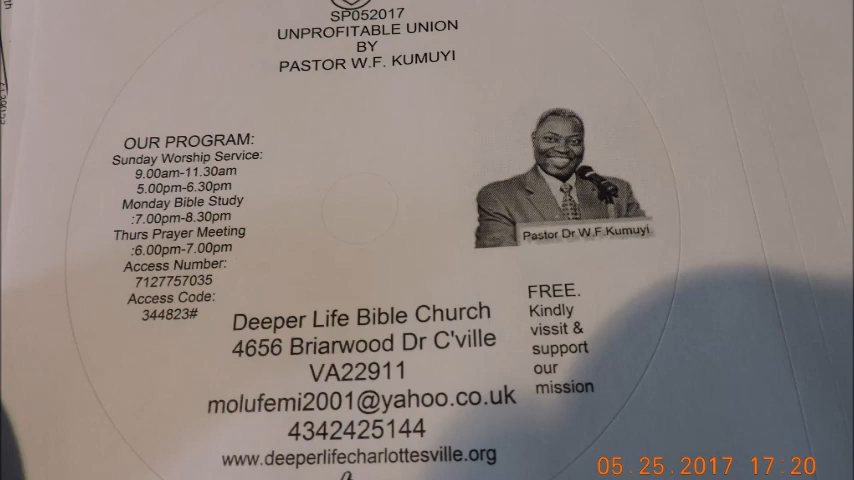 SP052017
UNPROFITABLE UNION
BY
PASTOR W.F. KUMUYI
OUR PROGRAM:
Sunday Worship Service:
9.00am-11.30am
5.00pm-6.30pm
Monday Bible Study
:7.00pm-8.30pm
Thurs Prayer Meeting
:6.00pm-7.00pm
Access Number:
7127757035
Access Code:
344823#
Pastor Dr W.F.Kumuyi
FREE.
Kindly
vissit &
support
our
mission
Deeper Life Bible Church
4656 Briarwood Dr C'ville
VA22911
molufemi2001@yahoo.co.uk
4342425144
www.deeperlifecharlottesville.org
05.25.2017 17:20